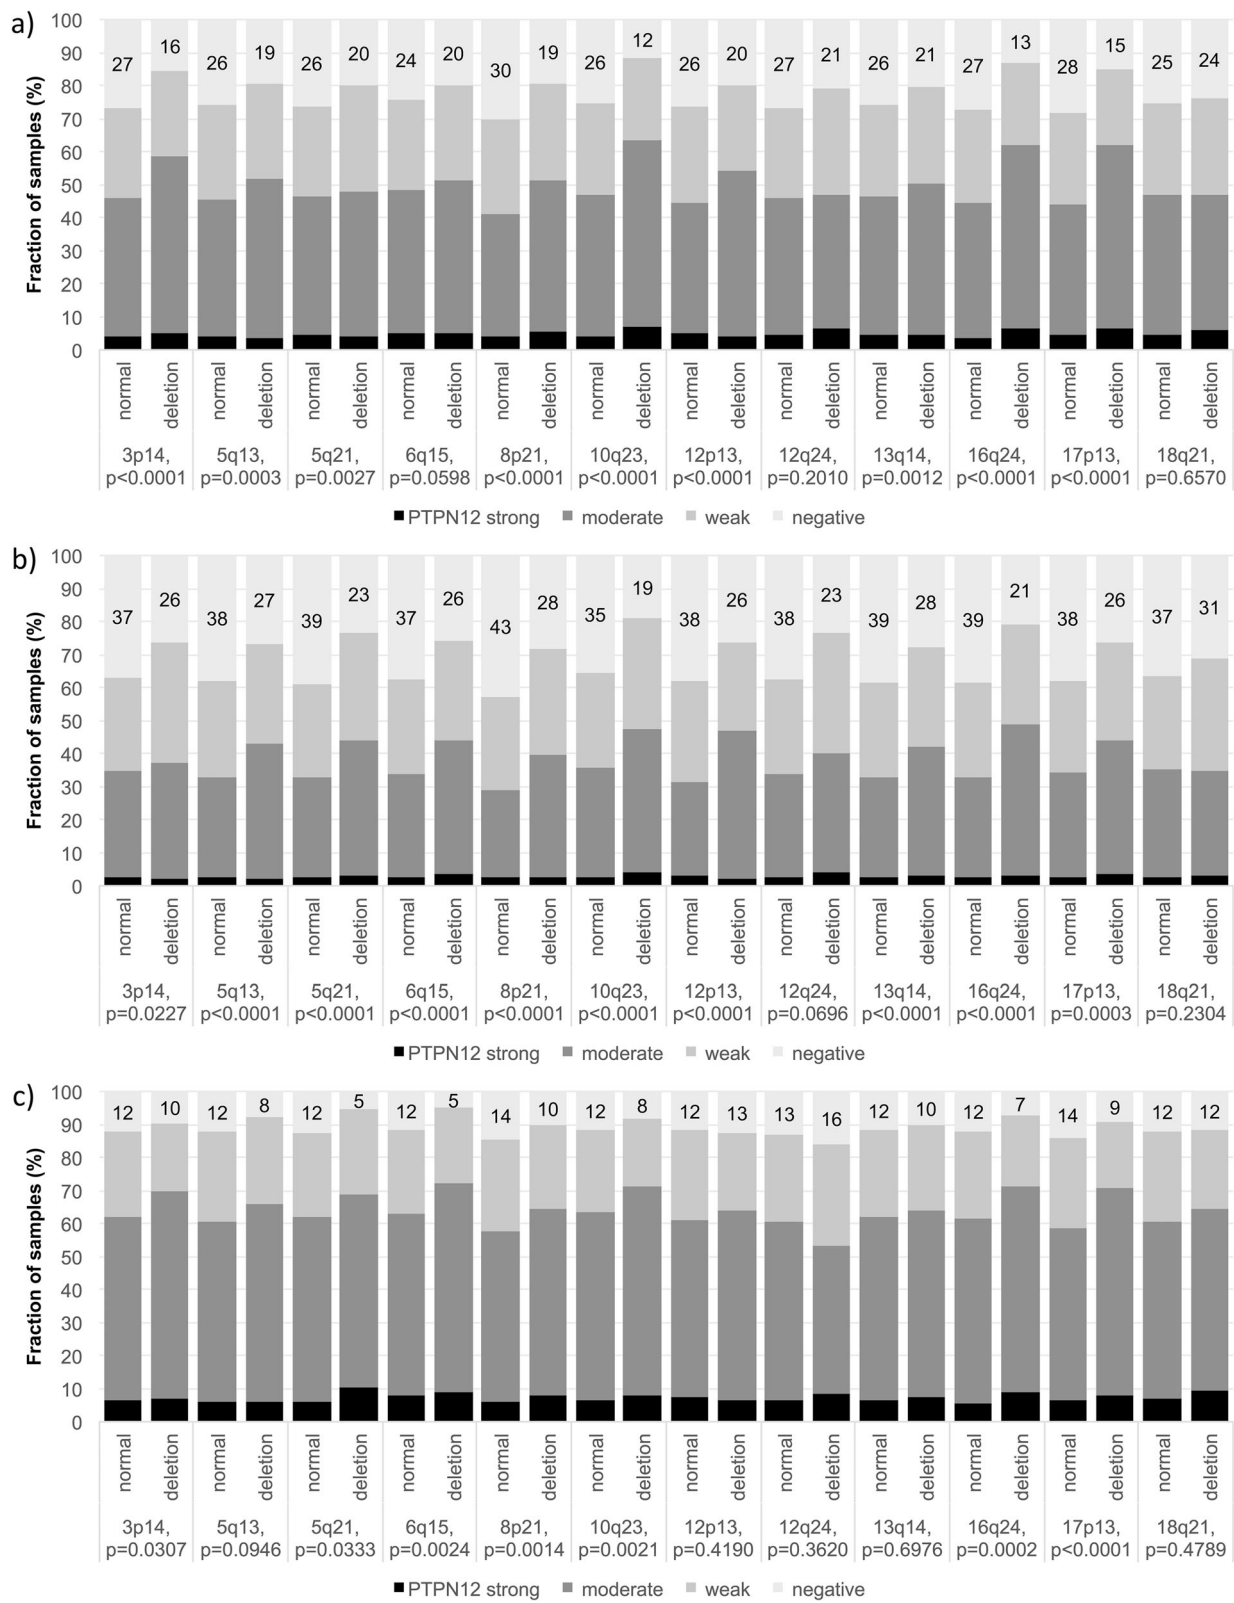 a)
Fraction of samples (%)
100
90
80
70
60
50
40
30
20
10
0
27 16 26 19 26 20 24 20 30 19 26 12 26 20 27 21 26 21 27 13 28 15 25 24
normal deletion normal deletion normal deletion normal deletion normal deletion normal deletion normal deletion normal deletion normal deletion normal deletion normal deletion normal deletion
3p14, 5q13, 5q21, 6q15, 8p21, 10q23, 12p13, 12q24, 13q14, 16q24, 17p13, 18q21,
p<0.0001 p=0.0003 p=0.0027 p=0.0598 p<0.0001 p<0.0001 p<0.0001 p=0.2010 p=0.0012 p<0.0001 p<0.0001 p=0.6570
PTPN12 strong moderate weak negative
b)
Fraction of samples (%)
100
90
80
70
60
50
40
30
20
10
0
37 26 38 27 39 23 37 26 43 28 35 19 38 26 38 23 39 28 39 21 38 26 37 31
normal deletion normal deletion normal deletion normal deletion normal deletion normal deletion normal deletion normal deletion normal deletion normal deletion normal deletion normal deletion
3p14, 5q13, 5q21, 6q15, 8p21, 10q23, 12p13, 12q24, 13q14, 16q24, 17p13, 18q21,
p=0.0227 p<0.0001 p<0.0001 p<0.0001 p<0.0001 p<0.0001 p<0.0001 p=0.0696 p<0.0001 p<0.0001 p=0.0003 p=0.2304
PTPN12 strong moderate weak negative
c)
Fraction of samples (%)
100
90
80
70
60
50
40
30
20
10
0
12 10 12 8 12 5 12 5 14 10 12 8 12 13 13 16 12 10 12 7 14 9 12 12
normal deletion normal deletion normal deletion normal deletion normal deletion normal deletion normal deletion normal deletion normal deletion normal deletion normal deletion normal deletion
3p14, 5q13, 5q21, 6q15, 8p21, 10q23, 12p13, 12q24, 13q14, 16q24, 17p13, 18q21,
p=0.0307 p=0.0946 p=0.0333 p=0.0024 p=0.0014 p=0.0021 p=0.4190 p=0.3620 p=0.6976 p=0.0002 p<0.0001 p=0.4789
PTPN12 strong moderate weak negative